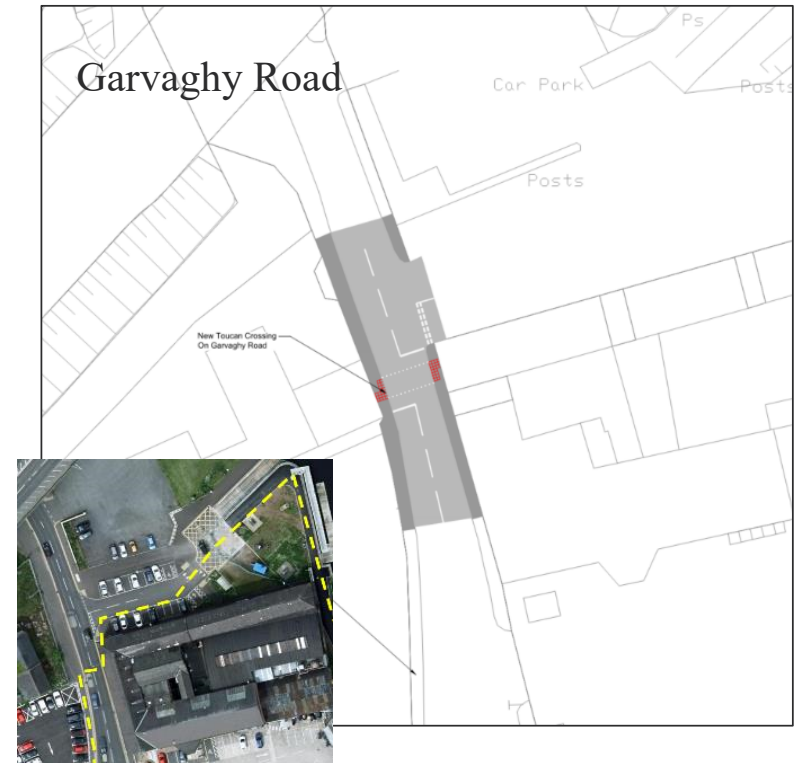 Garvaghy Road
Ps
Car Park
Posts
Posts
New Toucan Crossing
On Garvaghy Road